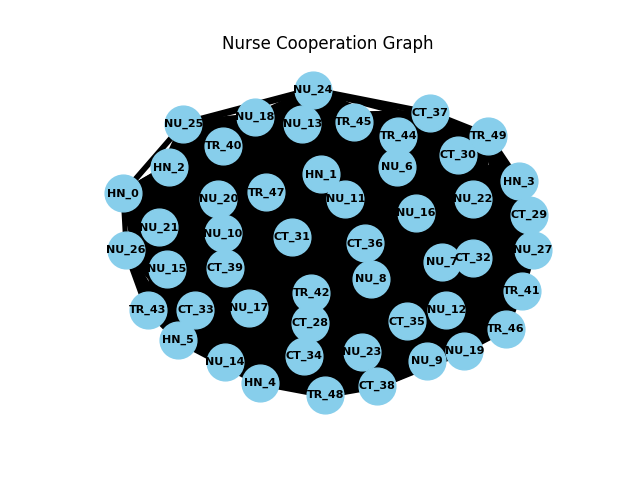 Nurse Cooperation Graph
NU_24
NU_18
CT_37
NU_25
NU_13
TR_45
TR_44
TR_49
TR_40
CT_30
HN_2
NU_6
HN_1
HN_3
HN_0
TR_47
NU_20
NU_11
NU_22
NU_16
CT_29
NU_21
NU_10
CT_31
CT_36
NU_26
NU_27
NU_7
CT_32
NU_15
CT_39
NU_8
TR_41
TR_42
TR_43
CT_33
NU_17
NU_12
CT_28
CT_35
TR_46
HN_5
NU_23
NU_19
CT_34
NU_14
NU_9
HN_4
CT_38
TR_48